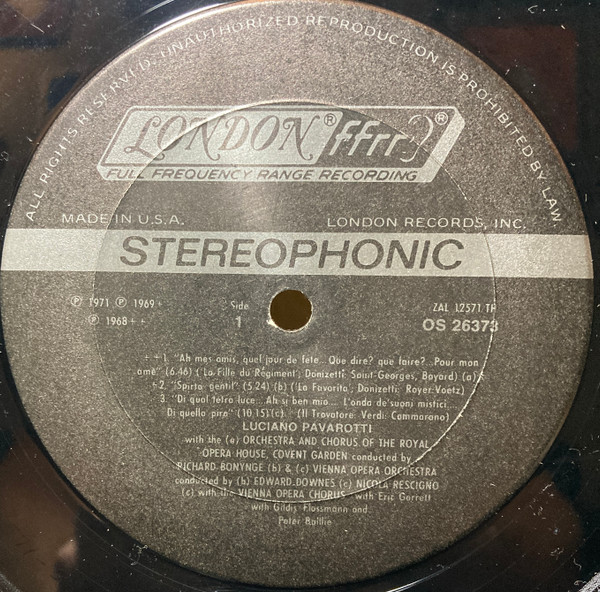 ALL RIGHTS RESERVED. UNAUTHORIZED REPRODUCTION IS PROHIBITED BY LAW.
LONDON® ffrr®
FULL FREQUENCY RANGE RECORDING
MADE IN U.S.A. LONDON RECORDS, INC.
STEREOPHONIC
Ⓟ 1971 Ⓟ 1969 + Side ZAL 12571 TP
Ⓟ 1968 + + 1 OS 26373
+ + 1. "Ah mes amis, quel jour de fete...Que dire? que faire?...Pour mon
ame" (6.46) ('La Fille du Régiment'; Donizetti: Saint-Georges, Bayard) (a)
+ 2. "Spirto gentil" (5.24) (b) ('La Favorita'; Donizetti: Royer-Vaetz)
3. "Di qual tetra luce...Ah si ben mio... L'onda de'suoni mistici....
Di quella pira" (10.15)(c). (Il Trovatore: Verdi: Cammarano)
LUCIANO PAVAROTTI
with the (a) ORCHESTRA AND CHORUS OF THE ROYAL
OPERA HOUSE, COVENT GARDEN conducted by
RICHARD BONYNGE (b) & (c) VIENNA OPERA ORCHESTRA
conducted by (b) EDWARD DOWNES (c) NICOLA RESCIGNO
(c) with the VIENNA OPERA CHORUS with Eric Garrett
with Gildis Flossmann and
Peter Baillie